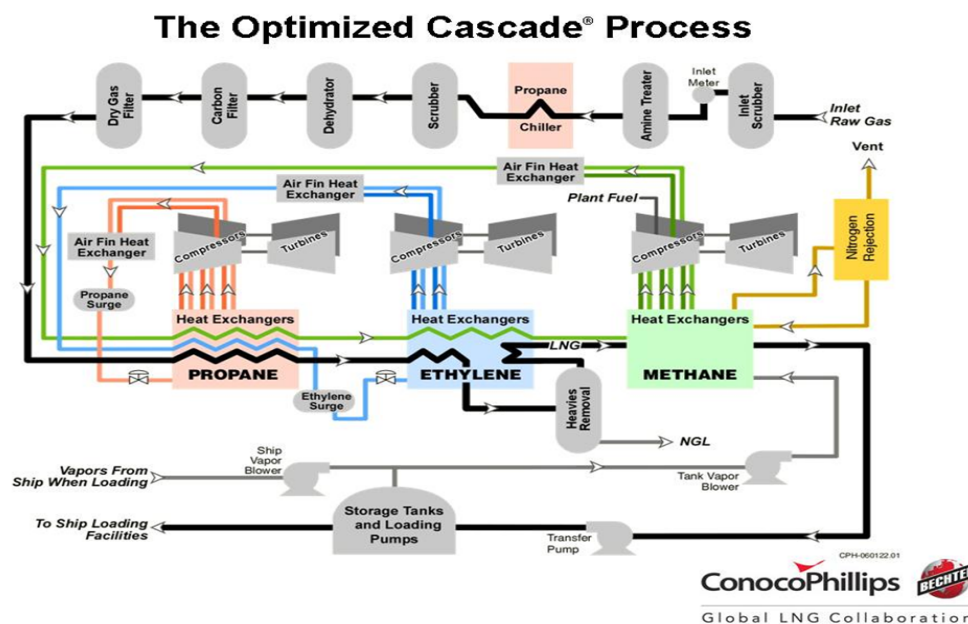 The Optimized Cascade® Process
Dry Gas
Filter
Carbon
Filter
Dehydrator
Scrubber
Propane
Chiller
Amine Treater
Inlet
Meter
Inlet
Scrubber
Inlet
Raw Gas
Air Fin Heat
Exchanger
Vent
Air Fin Heat
Exchanger
Plant Fuel
Air Fin Heat
Exchanger
Compressors
Turbines
Compressors
Turbines
Compressors
Turbines
Nitrogen
Rejection
Propane
Surge
Heat Exchangers
PROPANE
Heat Exchangers
LNG
ETHYLENE
Heat Exchangers
METHANE
Ethylene
Surge
Heavies
Removal
NGL
Vapors From
Ship When Loading
Ship
Vapor
Blower
Tank Vapor
Blower
To Ship Loading
Facilities
Storage Tanks
and Loading
Pumps
Transfer
Pump
CPH-060122.01
ConocoPhillips
BECHTEL
Global LNG Collaboration